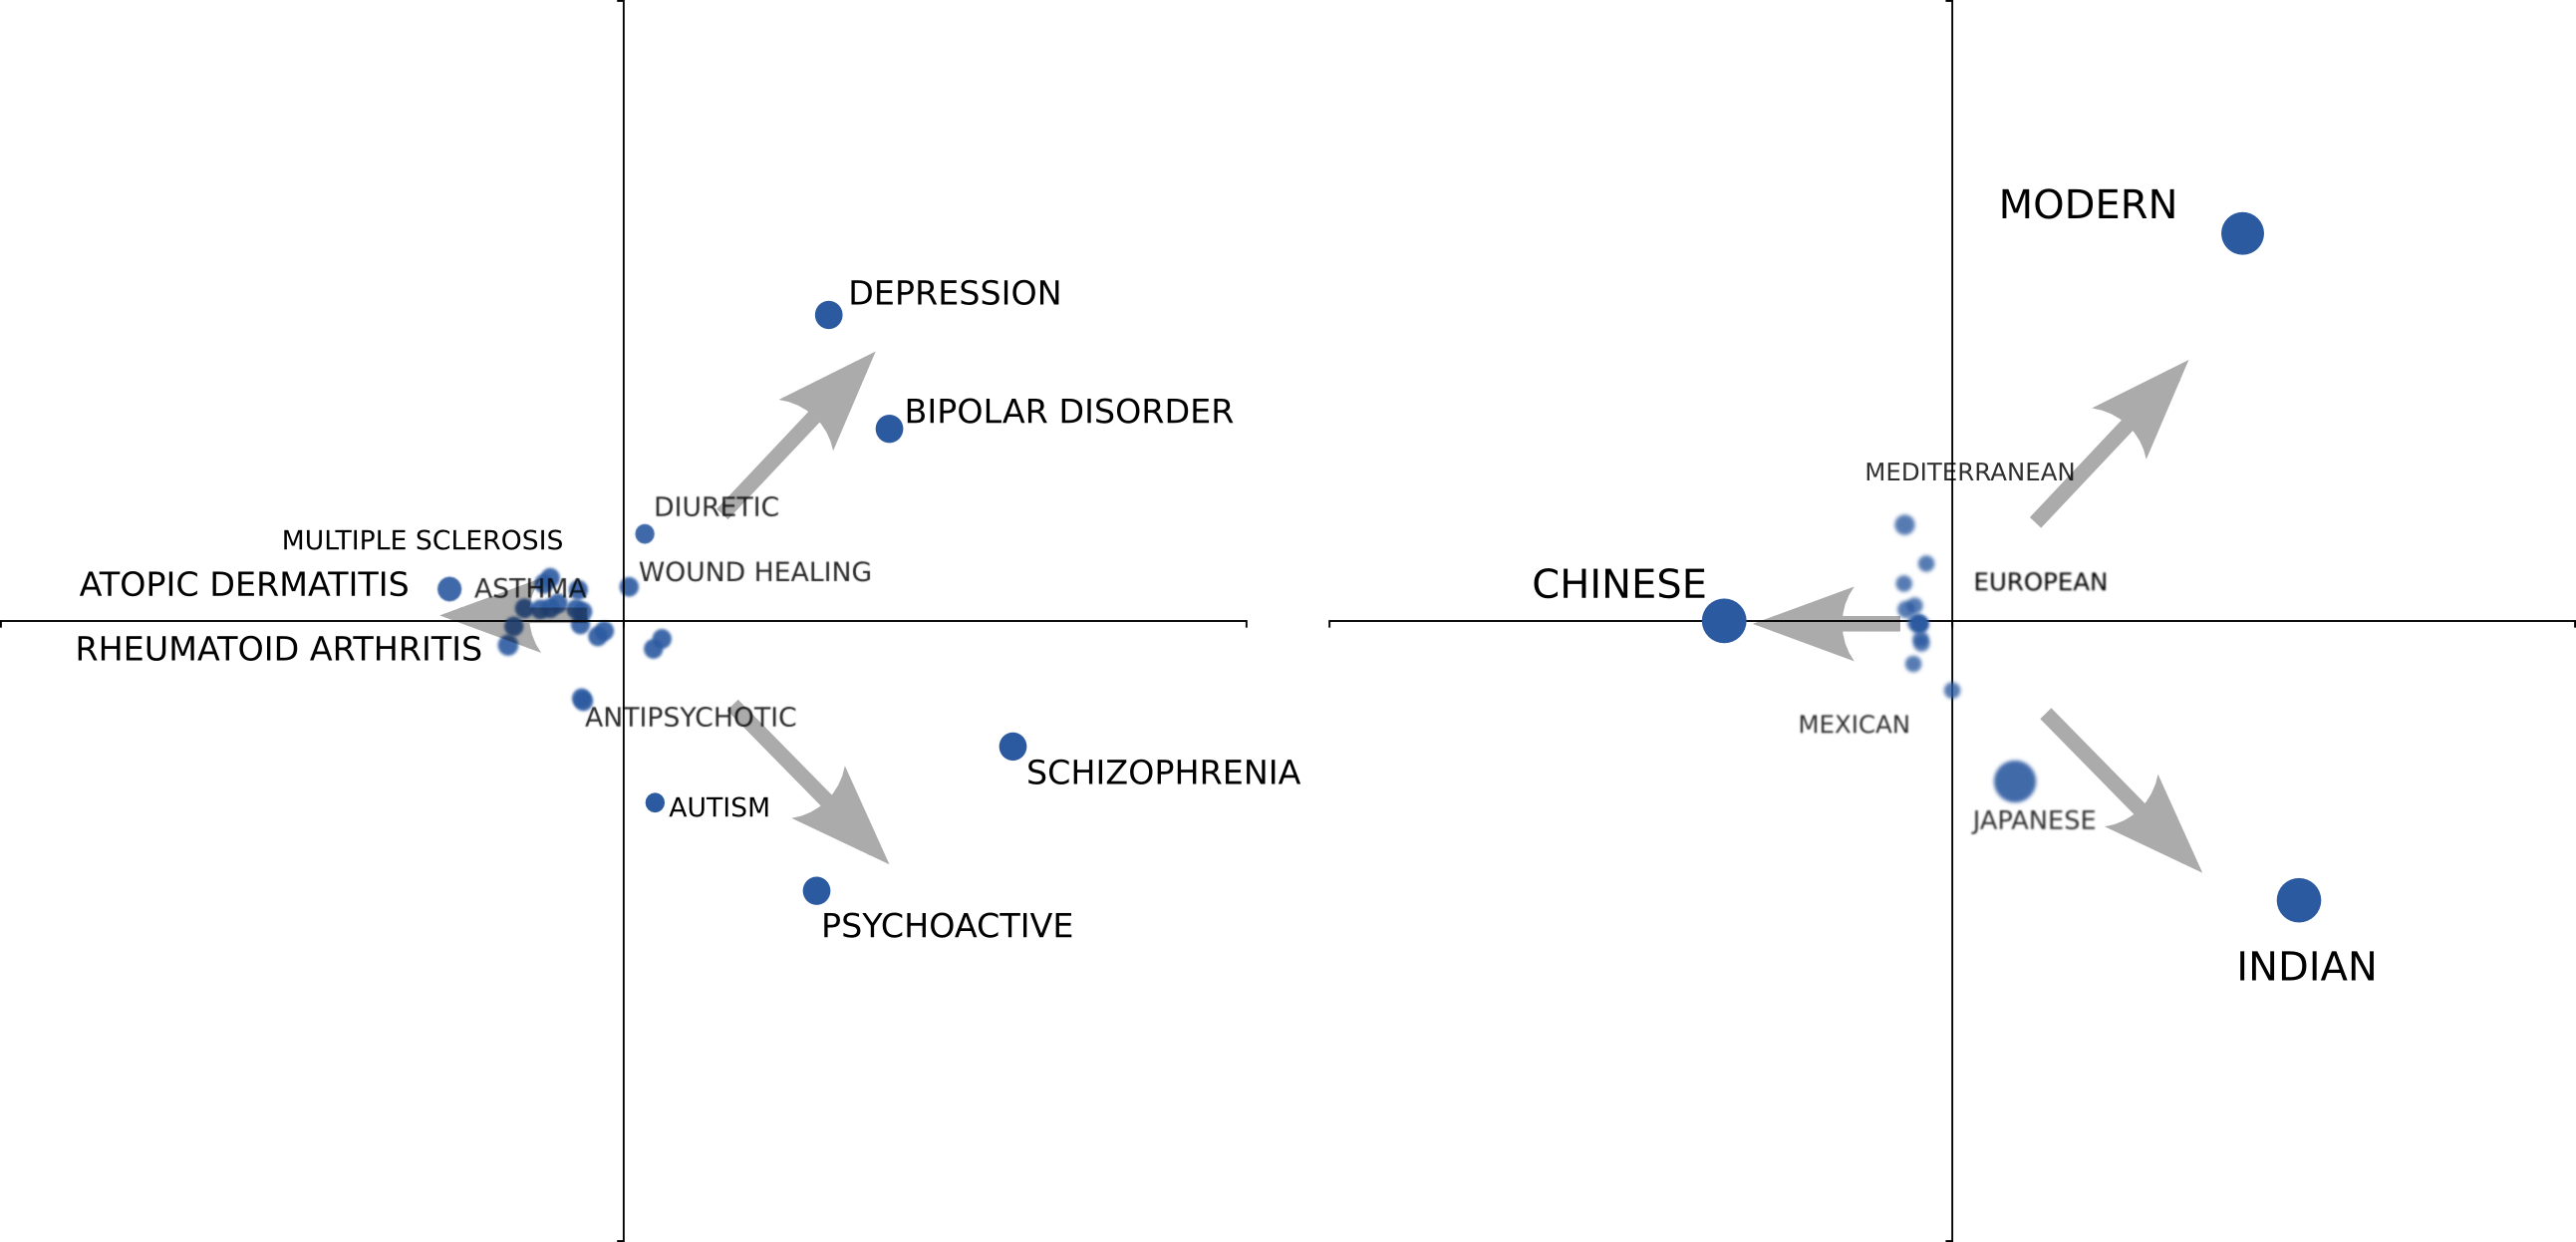 DEPRESSION
BIPOLAR DISORDER
DIURETIC
MULTIPLE SCLEROSIS
WOUND HEALING
ATOPIC DERMATITIS
ASTHMA
RHEUMATOID ARTHRITIS
ANTIPSYCHOTIC
SCHIZOPHRENIA
AUTISM
PSYCHOACTIVE
MODERN
MEDITERRANEAN
CHINESE
EUROPEAN
MEXICAN
JAPANESE
INDIAN